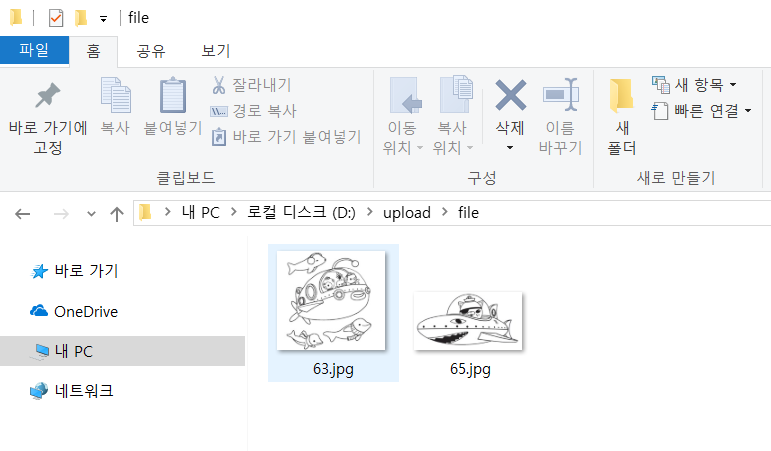 file
파일 홈 공유 보기
바로 가기에
고정
복사
붙여넣기
잘라내기
경로 복사
바로 가기 붙여넣기
이동
위치
복사
위치
삭제
이름
바꾸기
새
폴더
새 항목
빠른 연결
클립보드 구성 새로 만들기
내 PC 로컬 디스크 (D:) upload file
바로 가기
OneDrive
내 PC
네트워크
63.jpg 65.jpg